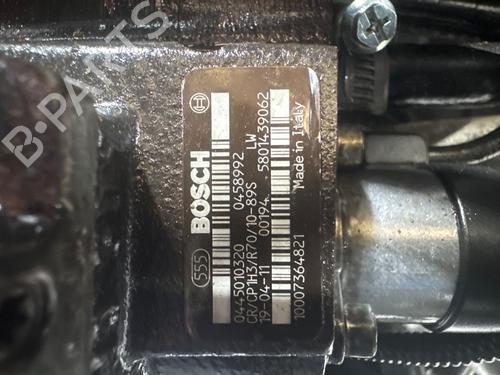 555 BOSCH
0445010320 0458992 LW
CR/CP1H3/R70/10-89S
19-04-11 00194 5801439062
10007364821 Made in Italy
B-PARTS